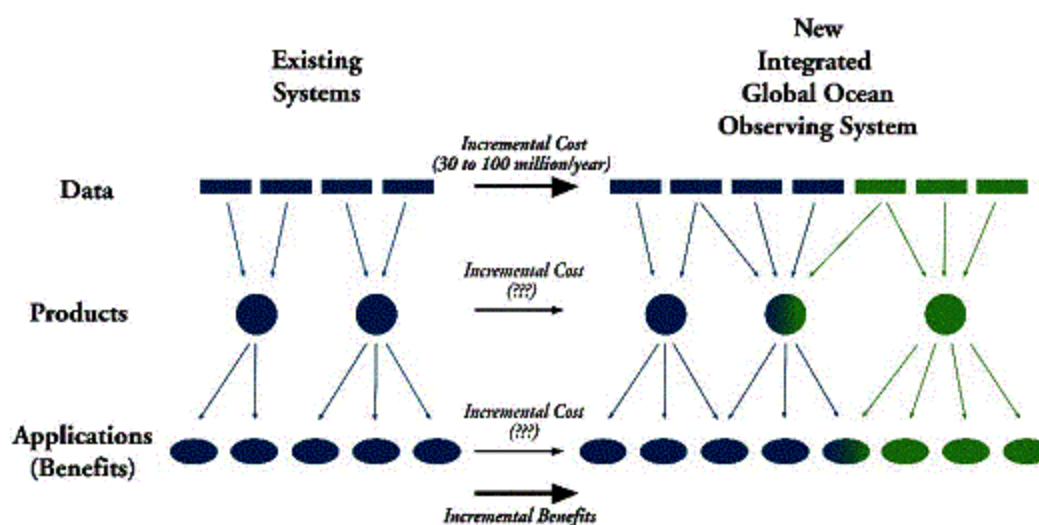 Existing
Systems
New
Integrated
Global Ocean
Observing System
Incremental Cost
(30 to 100 million/year)
Data
Incremental Cost
(???)
Products
Incremental Cost
(???)
Applications
(Benefits)
Incremental Benefits